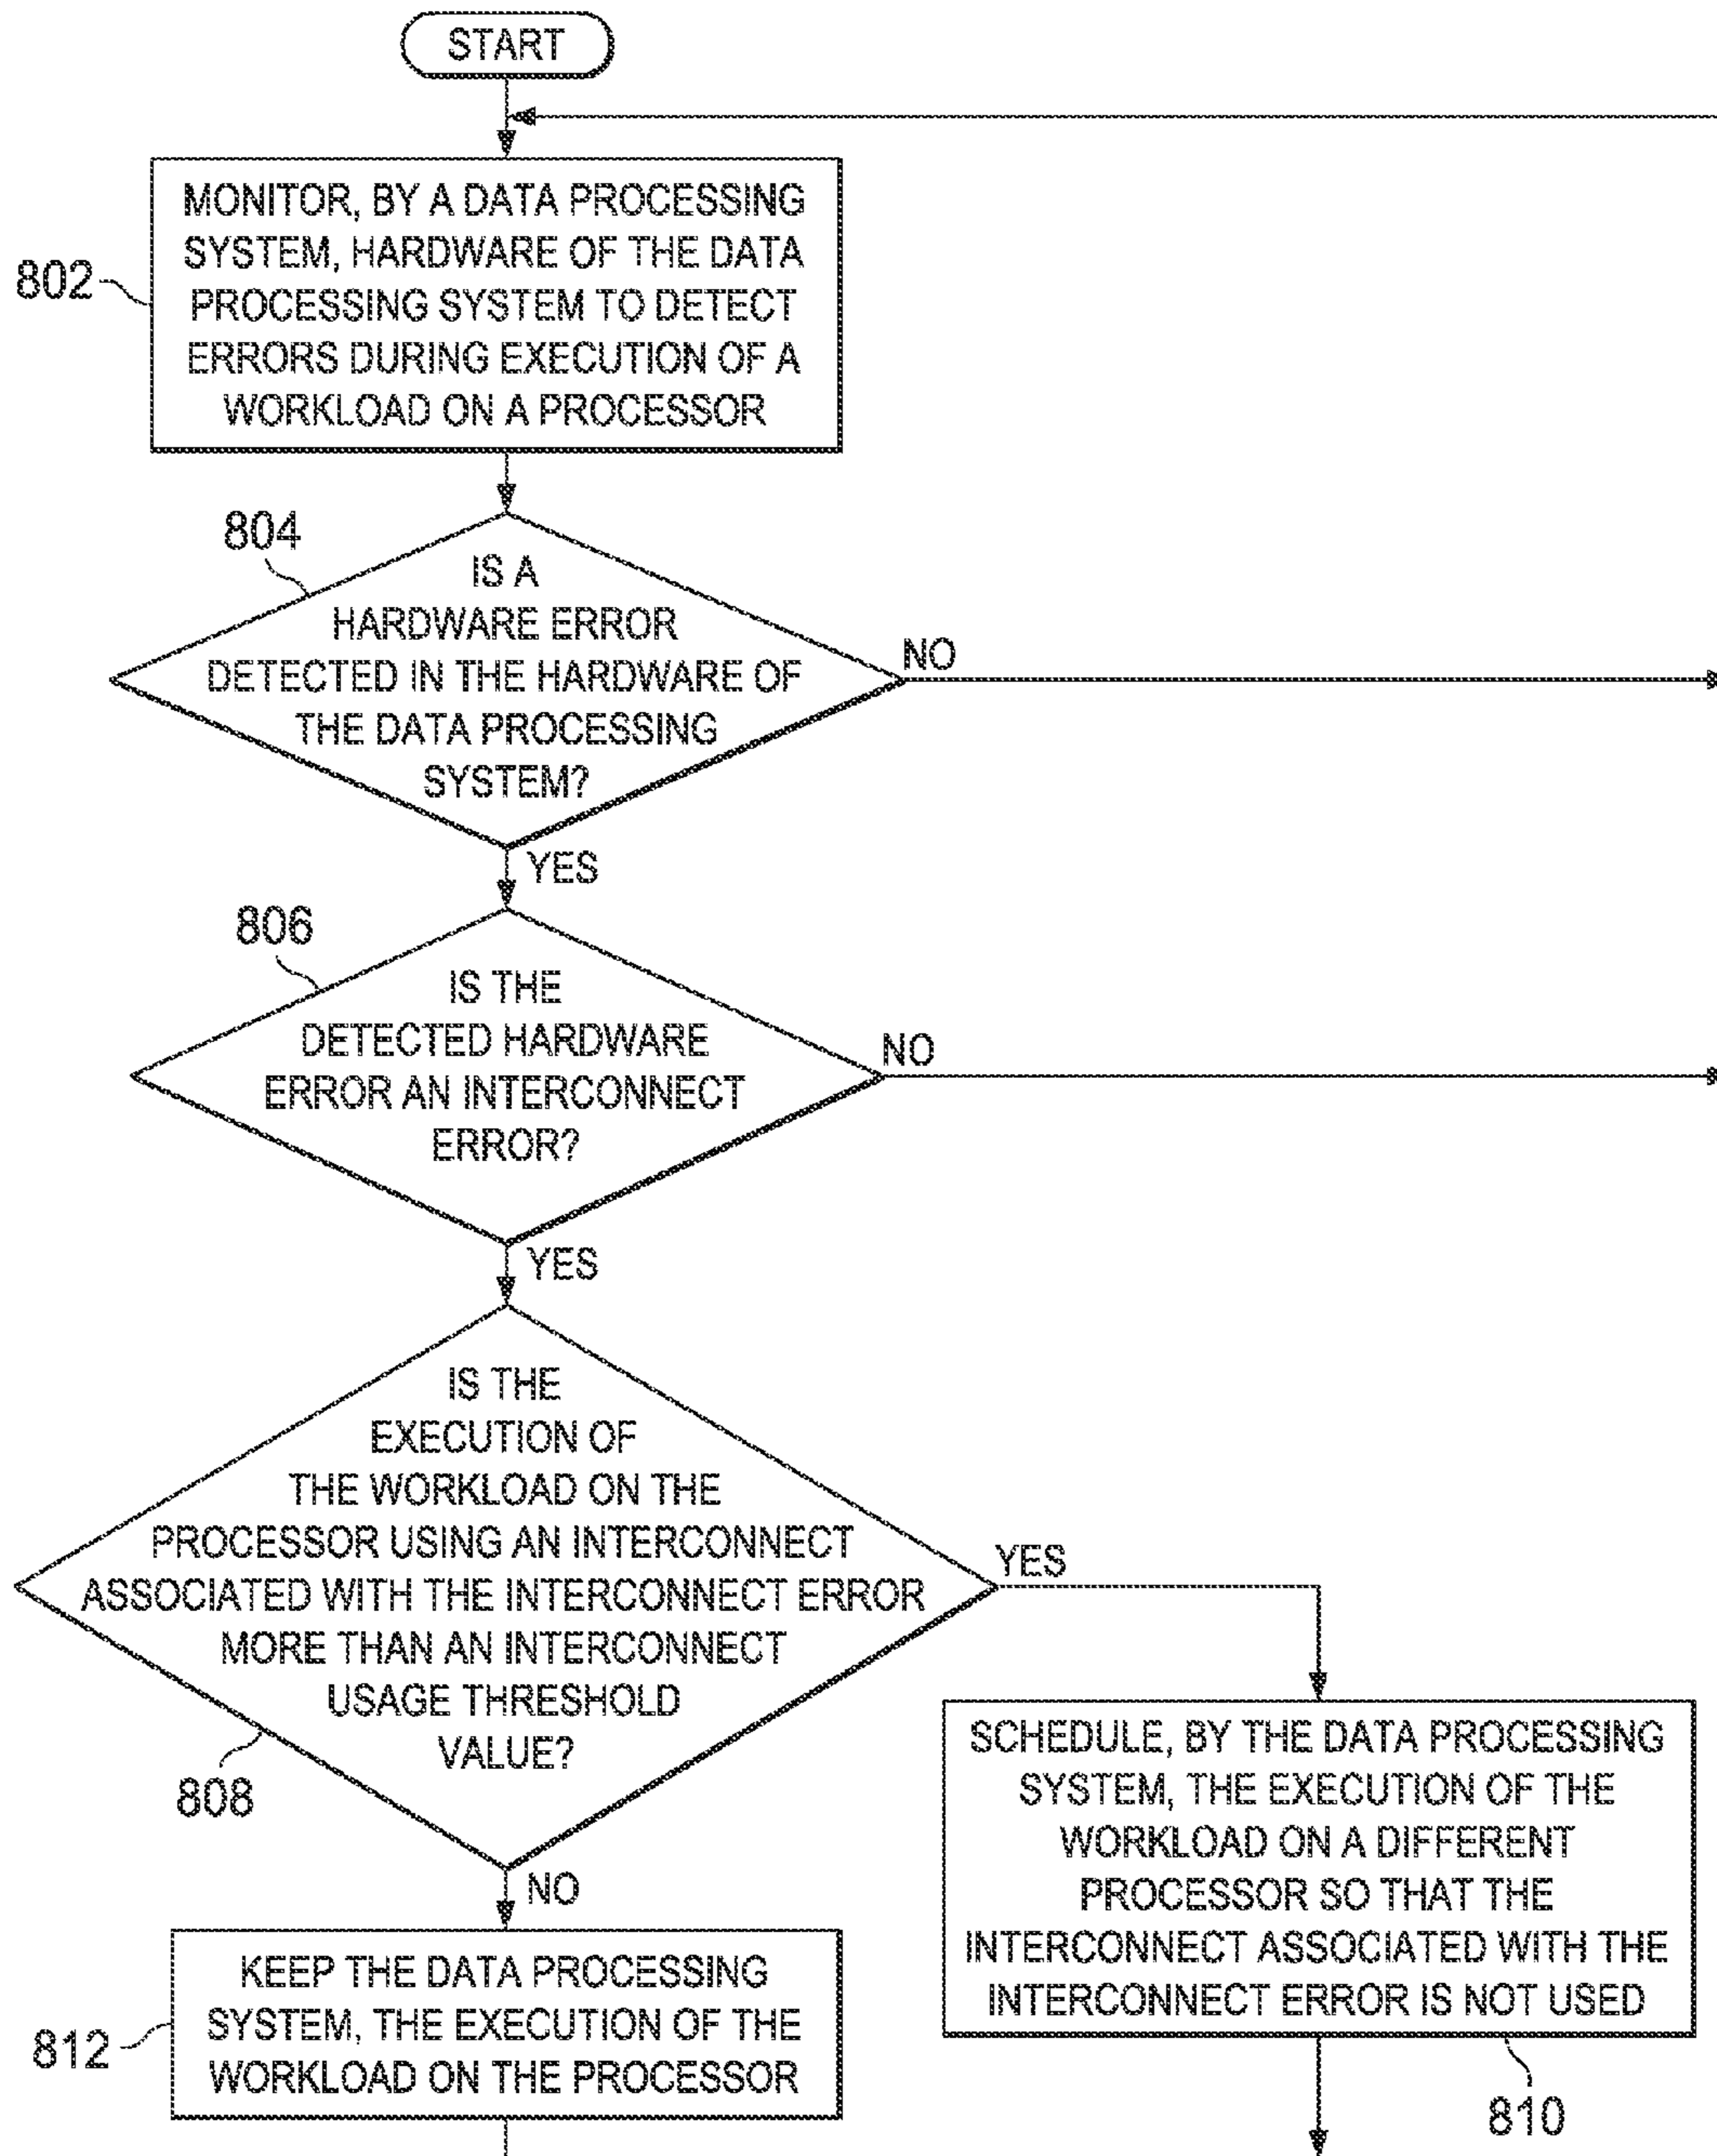 START
MONITOR, BY A DATA PROCESSING
SYSTEM, HARDWARE OF THE DATA
PROCESSING SYSTEM TO DETECT
ERRORS DURING EXECUTION OF A
WORKLOAD ON A PROCESSOR
802
804
IS A
HARDWARE ERROR
DETECTED IN THE HARDWARE OF
THE DATA PROCESSING
SYSTEM?
NO
YES
806
IS THE
DETECTED HARDWARE
ERROR AN INTERCONNECT
ERROR?
NO
YES
IS THE
EXECUTION OF
THE WORKLOAD ON THE
PROCESSOR USING AN INTERCONNECT
ASSOCIATED WITH THE INTERCONNECT ERROR
MORE THAN AN INTERCONNECT
USAGE THRESHOLD
VALUE?
808
YES
NO
SCHEDULE, BY THE DATA PROCESSING
SYSTEM, THE EXECUTION OF THE
WORKLOAD ON A DIFFERENT
PROCESSOR SO THAT THE
INTERCONNECT ASSOCIATED WITH THE
INTERCONNECT ERROR IS NOT USED
810
KEEP THE DATA PROCESSING
SYSTEM, THE EXECUTION OF THE
WORKLOAD ON THE PROCESSOR
812